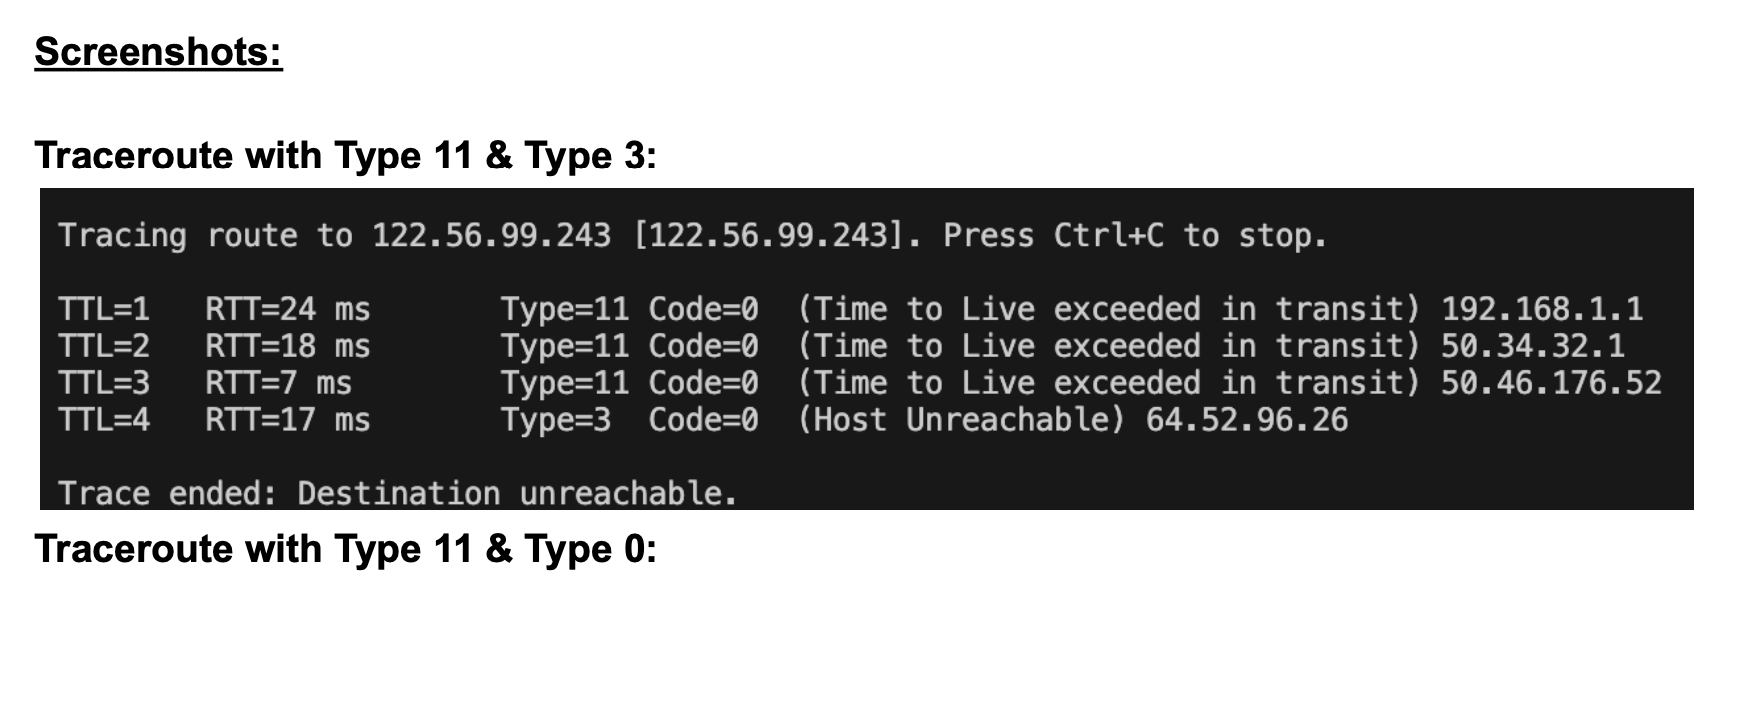 Screenshots:
Traceroute with Type 11 & Type 3:
Tracing route to 122.56.99.243 [122.56.99.243]. Press Ctrl+C to stop.
TTL=1 RTT=24 ms Type=11 Code=0 (Time to Live exceeded in transit) 192.168.1.1
TTL=2 RTT=18 ms Type=11 Code=0 (Time to Live exceeded in transit) 50.34.32.1
TTL=3 RTT=7 ms Type=11 Code=0 (Time to Live exceeded in transit) 50.46.176.52
TTL=4 RTT=17 ms Type=3 Code=0 (Host Unreachable) 64.52.96.26
Trace ended: Destination unreachable.
Traceroute with Type 11 & Type 0: